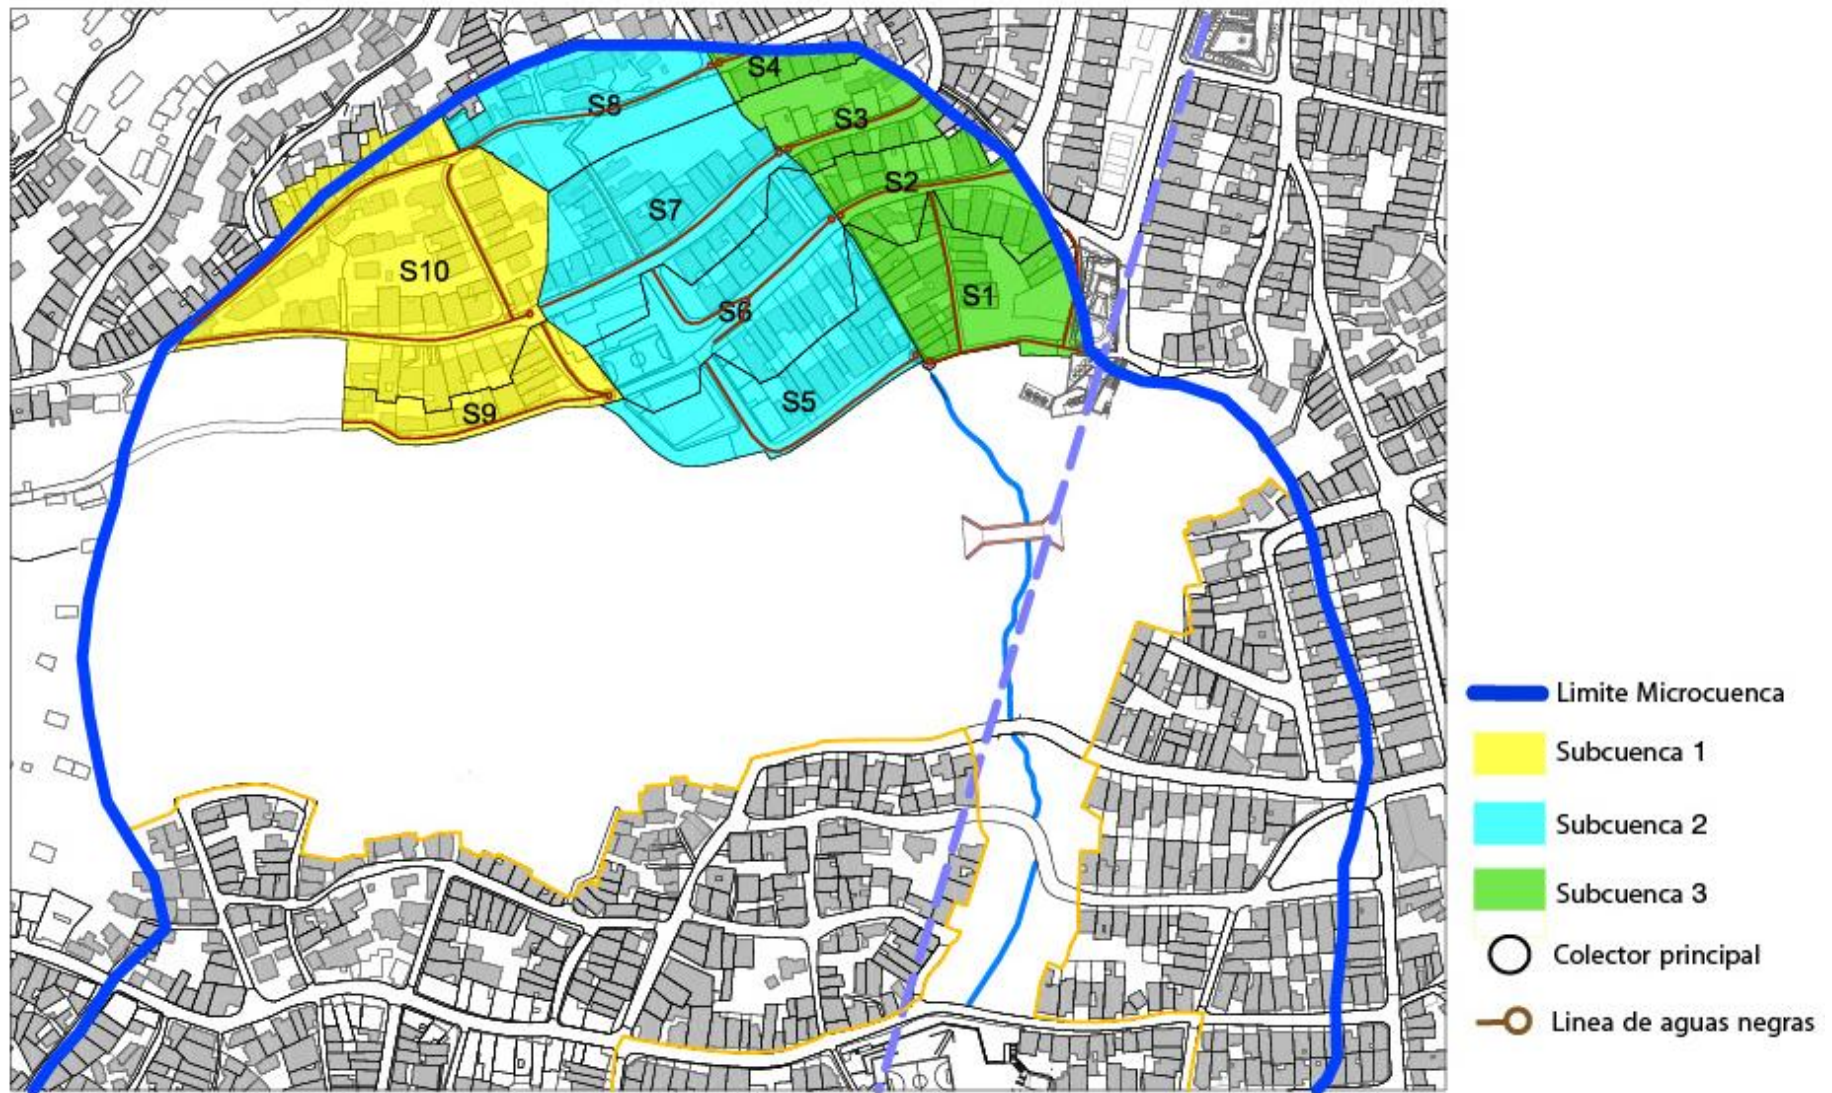 S4
S8
S3
S2
S7
S10
S1
S6
S5
S9
Limite Microcuenca
Subcuenca 1
Subcuenca 2
Subcuenca 3
Colector principal
Linea de aguas negras